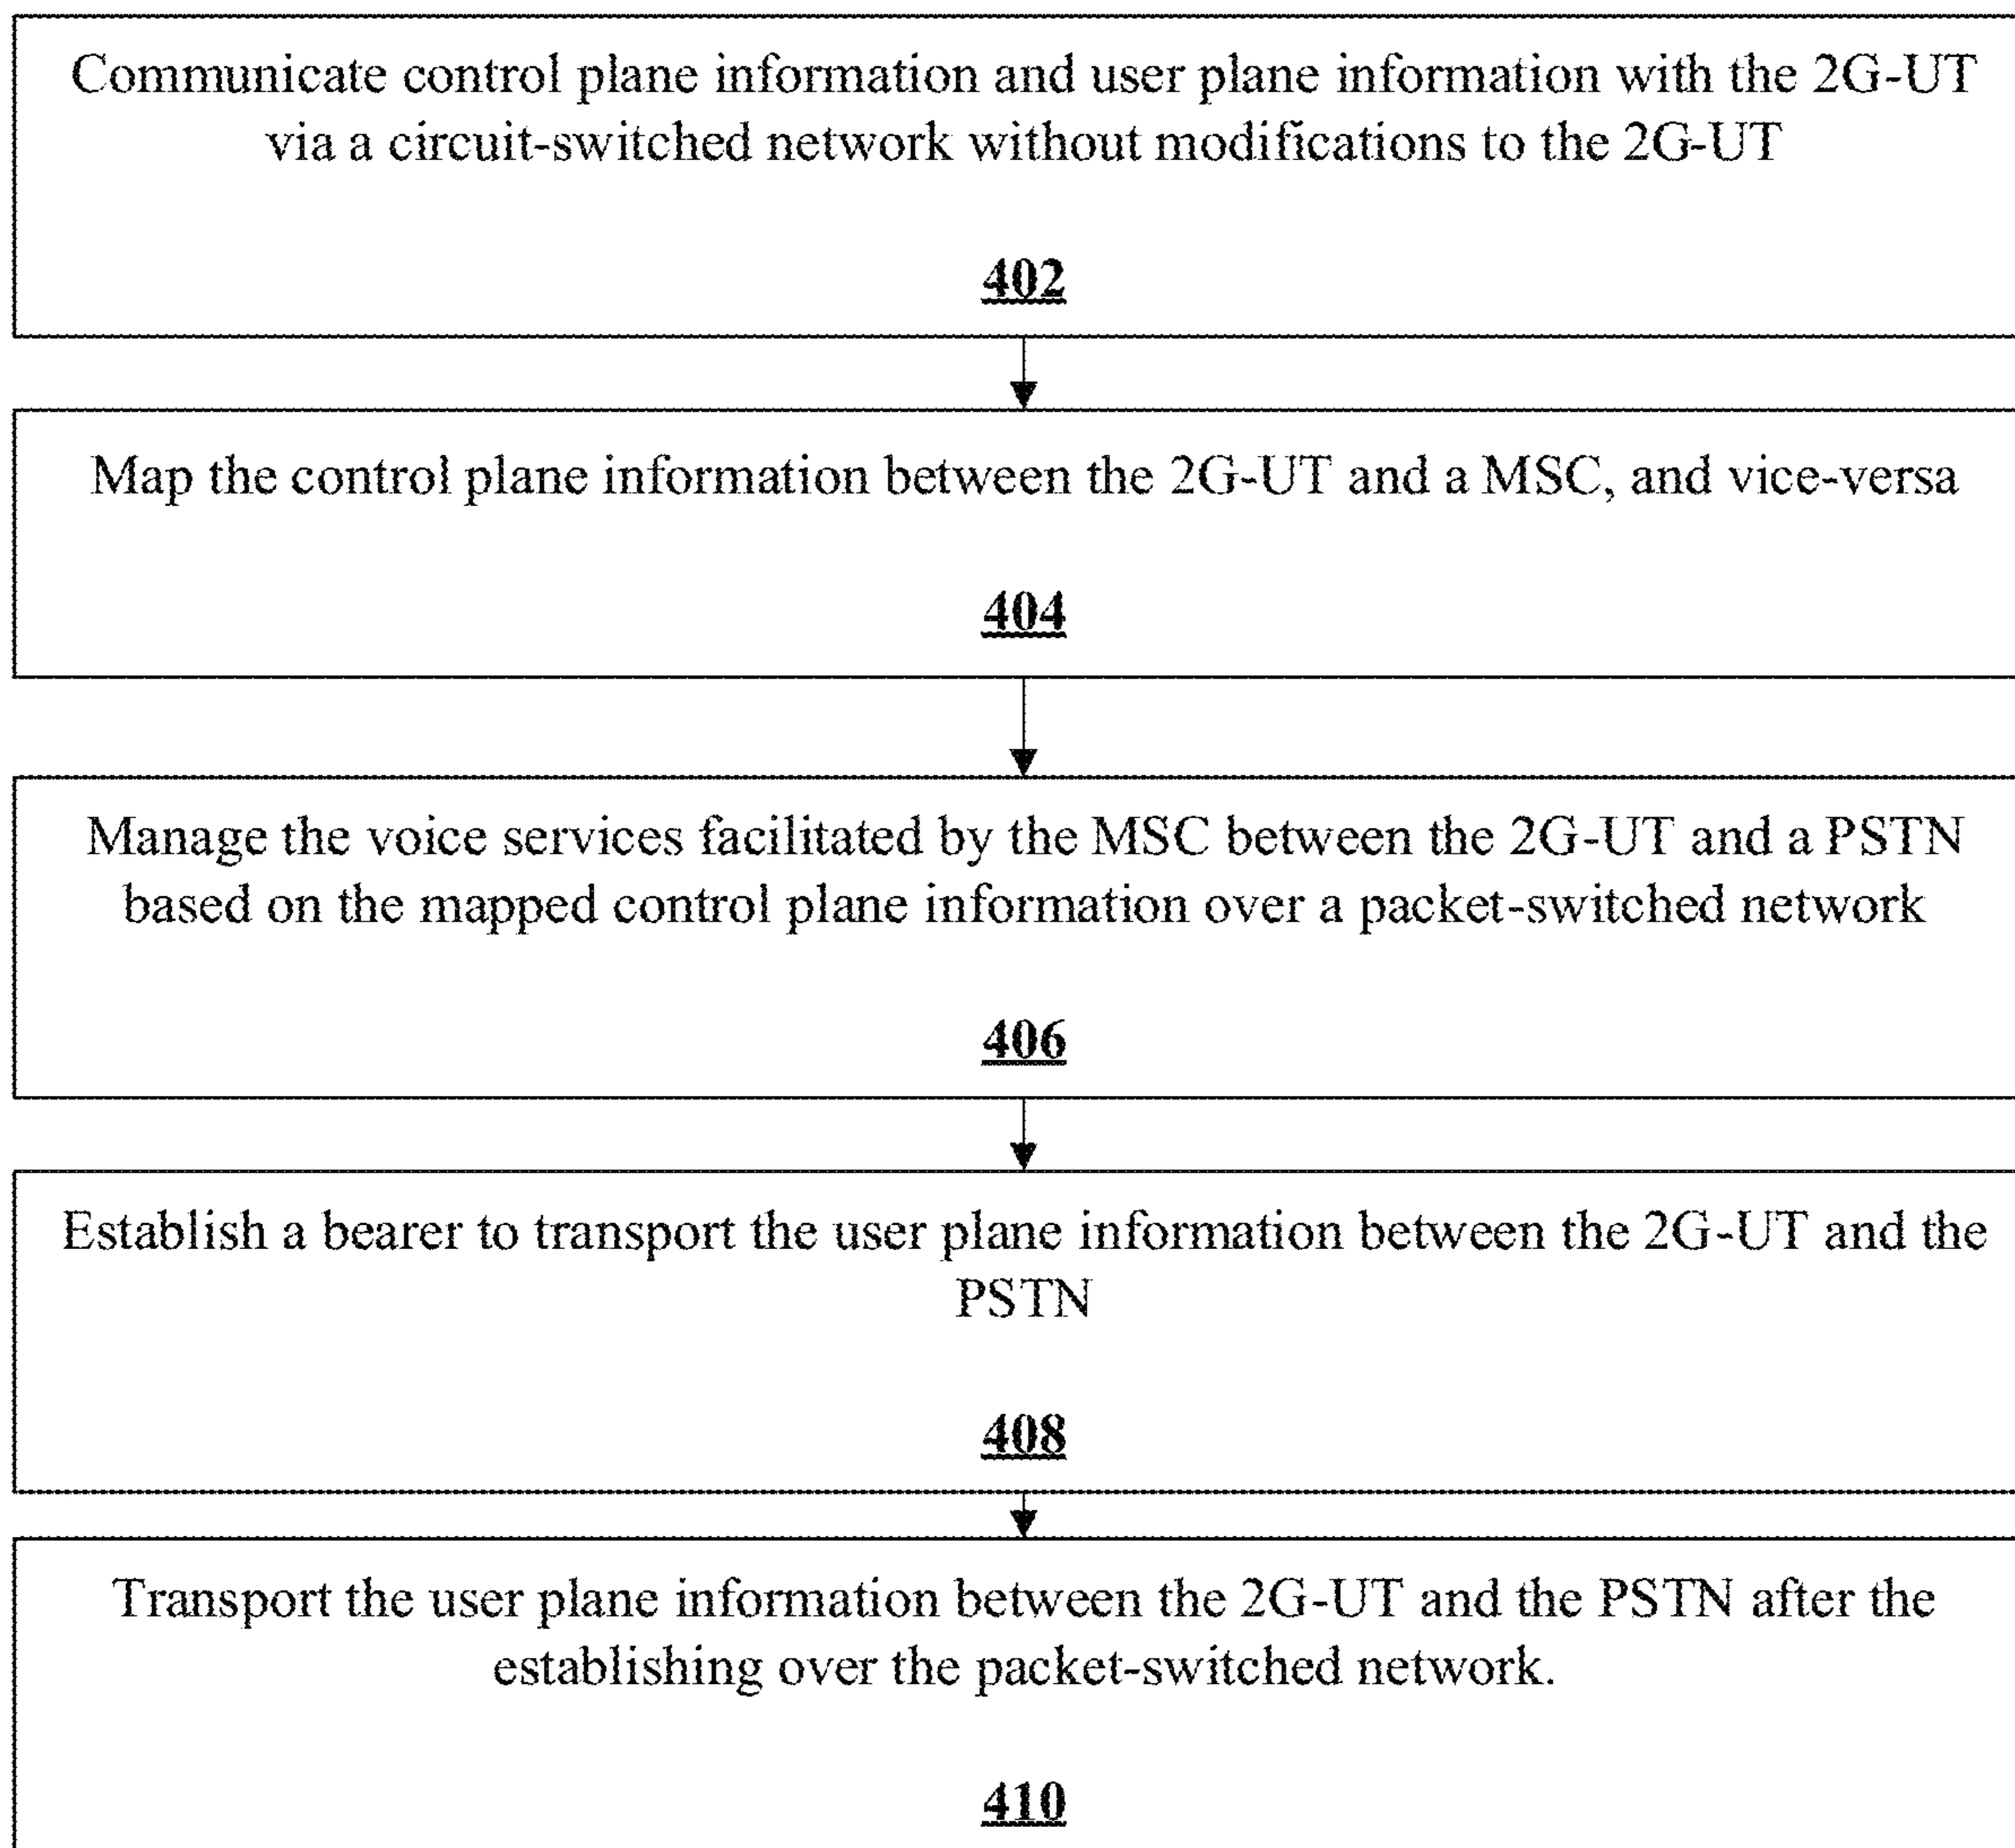 Communicate control plane information and user plane information with the 2G-UT
via a circuit-switched network without modifications to the 2G-UT
402
Map the control plane information between the 2G-UT and a MSC, and vice-versa
404
Manage the voice services facilitated by the MSC between the 2G-UT and a PSTN
based on the mapped control plane information over a packet-switched network
406
Establish a bearer to transport the user plane information between the 2G-UT and the
PSTN
408
Transport the user plane information between the 2G-UT and the PSTN after the
establishing over the packet-switched network.
410